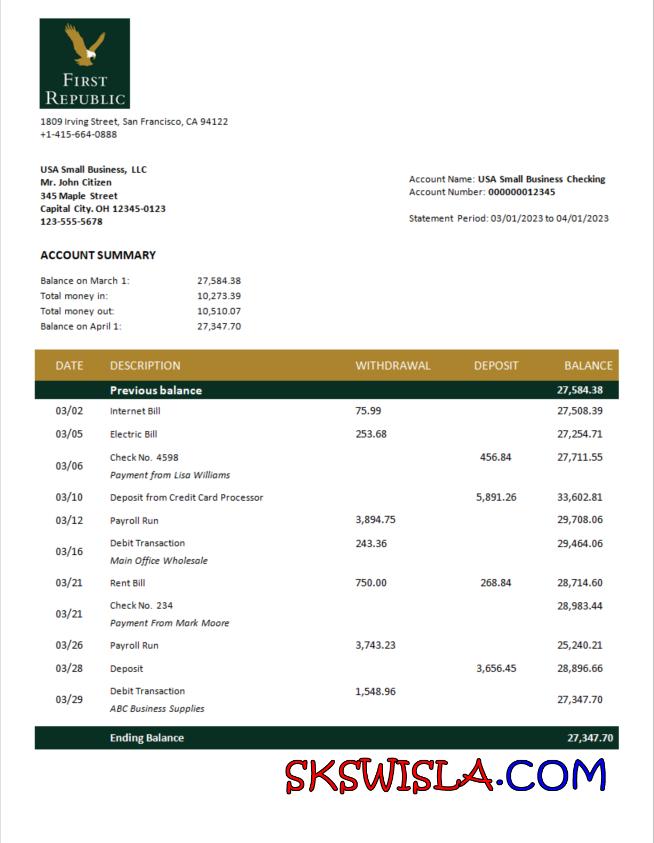 FIRST
REPUBLIC
1809 Irving Street, San Francisco, CA 94122
+1-415-664-0888
USA Small Business, LLC
Mr. John Citizen
345 Maple Street
Capital City. OH 12345-0123
123-555-5678
Account Name: USA Small Business Checking
Account Number: 000000012345
Statement Period: 03/01/2023 to 04/01/2023
ACCOUNT SUMMARY
Balance on March 1: 27,584.38
Total money in: 10,273.39
Total money out: 10,510.07
Balance on April 1: 27,347.70
DATE DESCRIPTION WITHDRAWAL DEPOSIT BALANCE
Previous balance 27,584.38
03/02 Internet Bill 75.99 27,508.39
03/05 Electric Bill 253.68 27,254.71
03/06 Check No. 4598 456.84 27,711.55
Payment from Lisa Williams
03/10 Deposit from Credit Card Processor 5,891.26 33,602.81
03/12 Payroll Run 3,894.75 29,708.06
03/16 Debit Transaction 243.36 29,464.06
Main Office Wholesale
03/21 Rent Bill 750.00 268.84 28,714.60
03/21 Check No. 234 28,983.44
Payment From Mark Moore
03/26 Payroll Run 3,743.23 25,240.21
03/28 Deposit 3,656.45 28,896.66
03/29 Debit Transaction 1,548.96 27,347.70
ABC Business Supplies
Ending Balance 27,347.70
SKSWISLA.COM